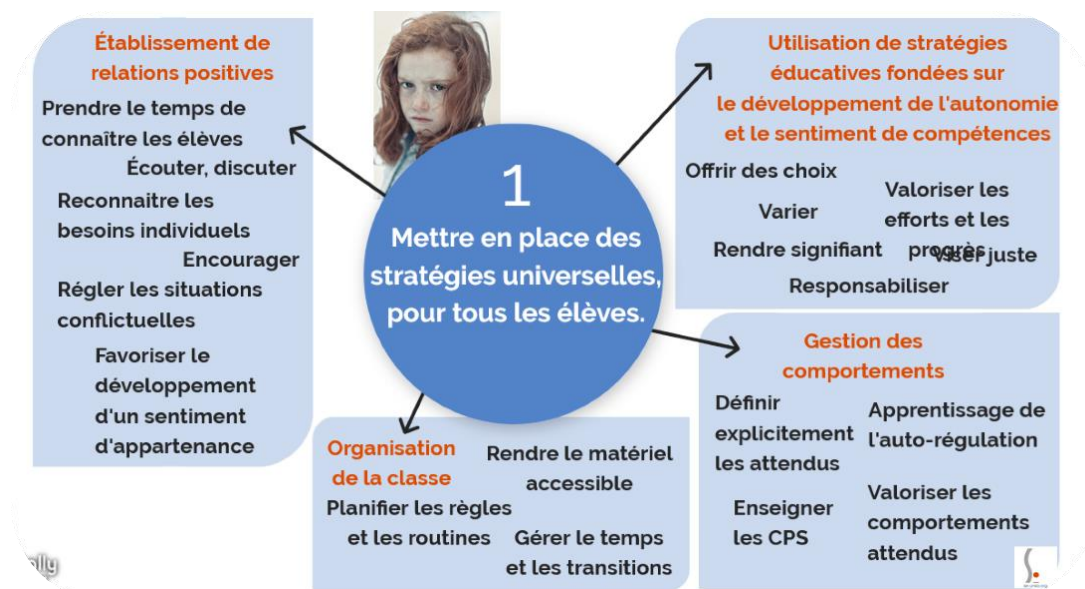 Établissement de
relations positives
Prendre le temps de
connaître les élèves
Écouter, discuter
Reconnaitre les
besoins individuels
Encourager
Régler les situations
conflictuelles
Favoriser le
développement
d'un sentiment
d'appartenance
1
Mettre en place des
stratégies universelles,
pour tous les élèves.
Utilisation de stratégies
éducatives fondées sur
le développement de l'autonomie
et le sentiment de compétences
Offrir des choix
Varier
Valoriser les
efforts et les
progrès
Rendre signifiant
Viser juste
Responsabiliser
Organisation
de la classe
Rendre le matériel
accessible
Planifier les règles
et les routines
Gérer le temps
et les transitions
Gestion des
comportements
Définir
explicitement
les attendus
Apprentissage de
l'auto-régulation
Enseigner
les CPS
Valoriser les
comportements
attendus